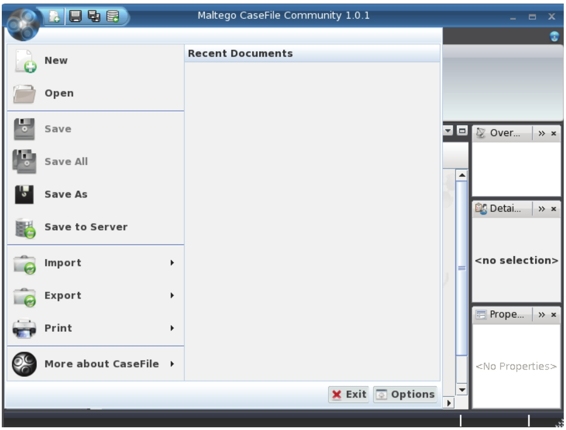 Maltego CaseFile Community 1.0.1
New
Open
Save
Save All
Save As
Save to Server
Import
Export
Print
More about CaseFile
Recent Documents
Exit
Options
Over...
Detai...
<no selection>
Prope...
<No Properties>